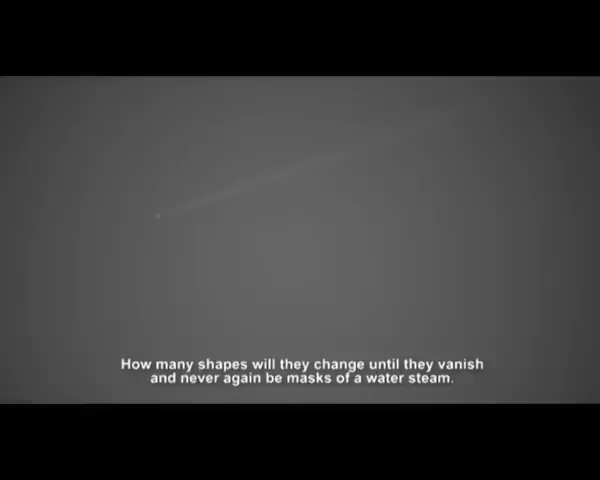 How many shapes will they change until they vanish
and never again be masks of a water steam.